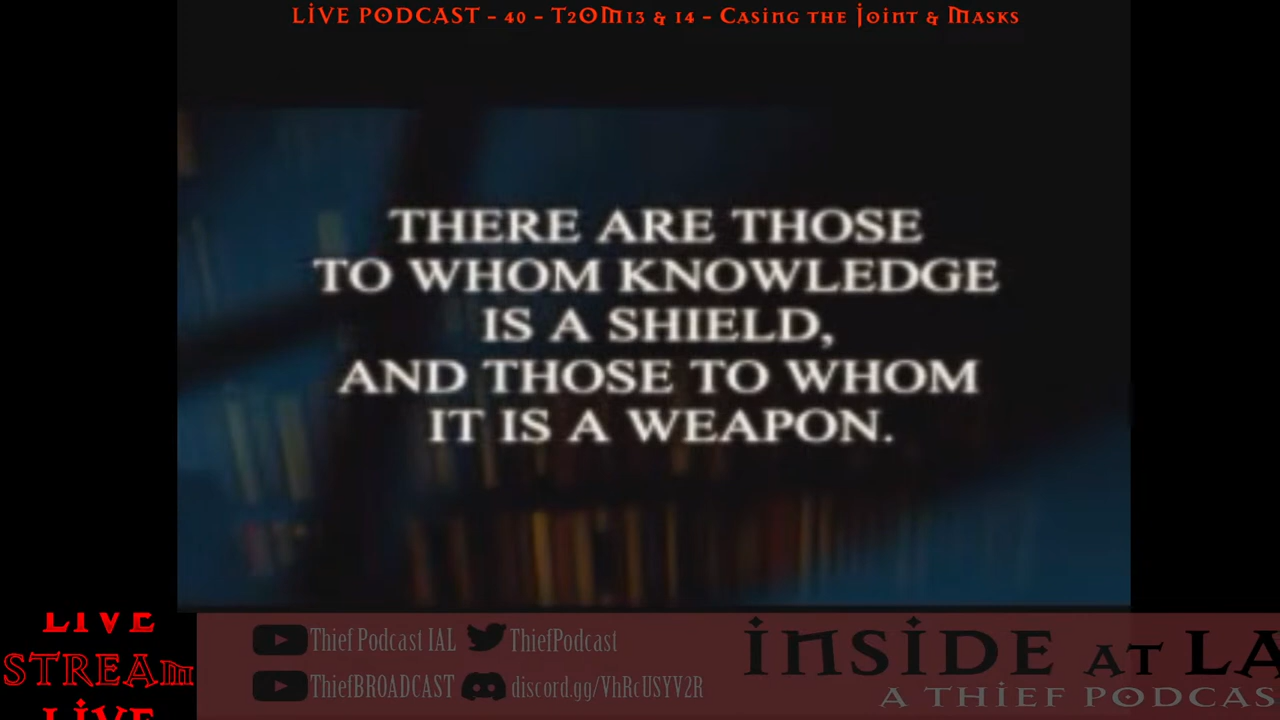 LIVE PODCAST - 40 - T2OM13 & 14 - Casing the Joint & Masks
THERE ARE THOSE
TO WHOM KNOWLEDGE
IS A SHIELD,
AND THOSE TO WHOM
IT IS A WEAPON.
LIVE
STREAM
LIVE
Thief Podcast IAL
ThiefPodcast
ThiefBROADCAST
discord.gg/VhRcUSYV2R
INSIDE AT LA
A THIEF PODCAS